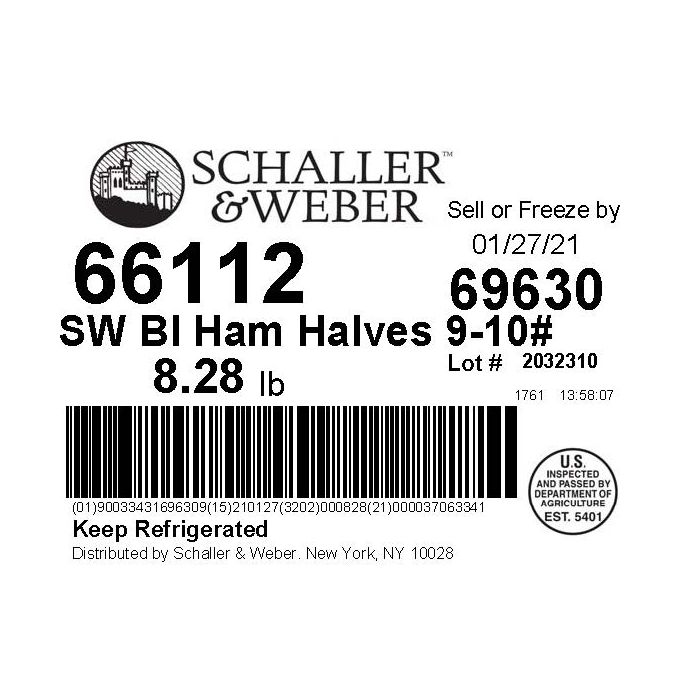 SCHALLER™
&WEBER
Sell or Freeze by
01/27/21
66112
69630
SW BI Ham Halves 9-10#
8.28 lb
Lot # 2032310
1761 13:58:07
(01)90033431696309(15)210127(3202)000828(21)000037063341
Keep Refrigerated
Distributed by Schaller & Weber. New York, NY 10028
U.S.
INSPECTED
AND PASSED BY
DEPARTMENT OF
AGRICULTURE
EST. 5401